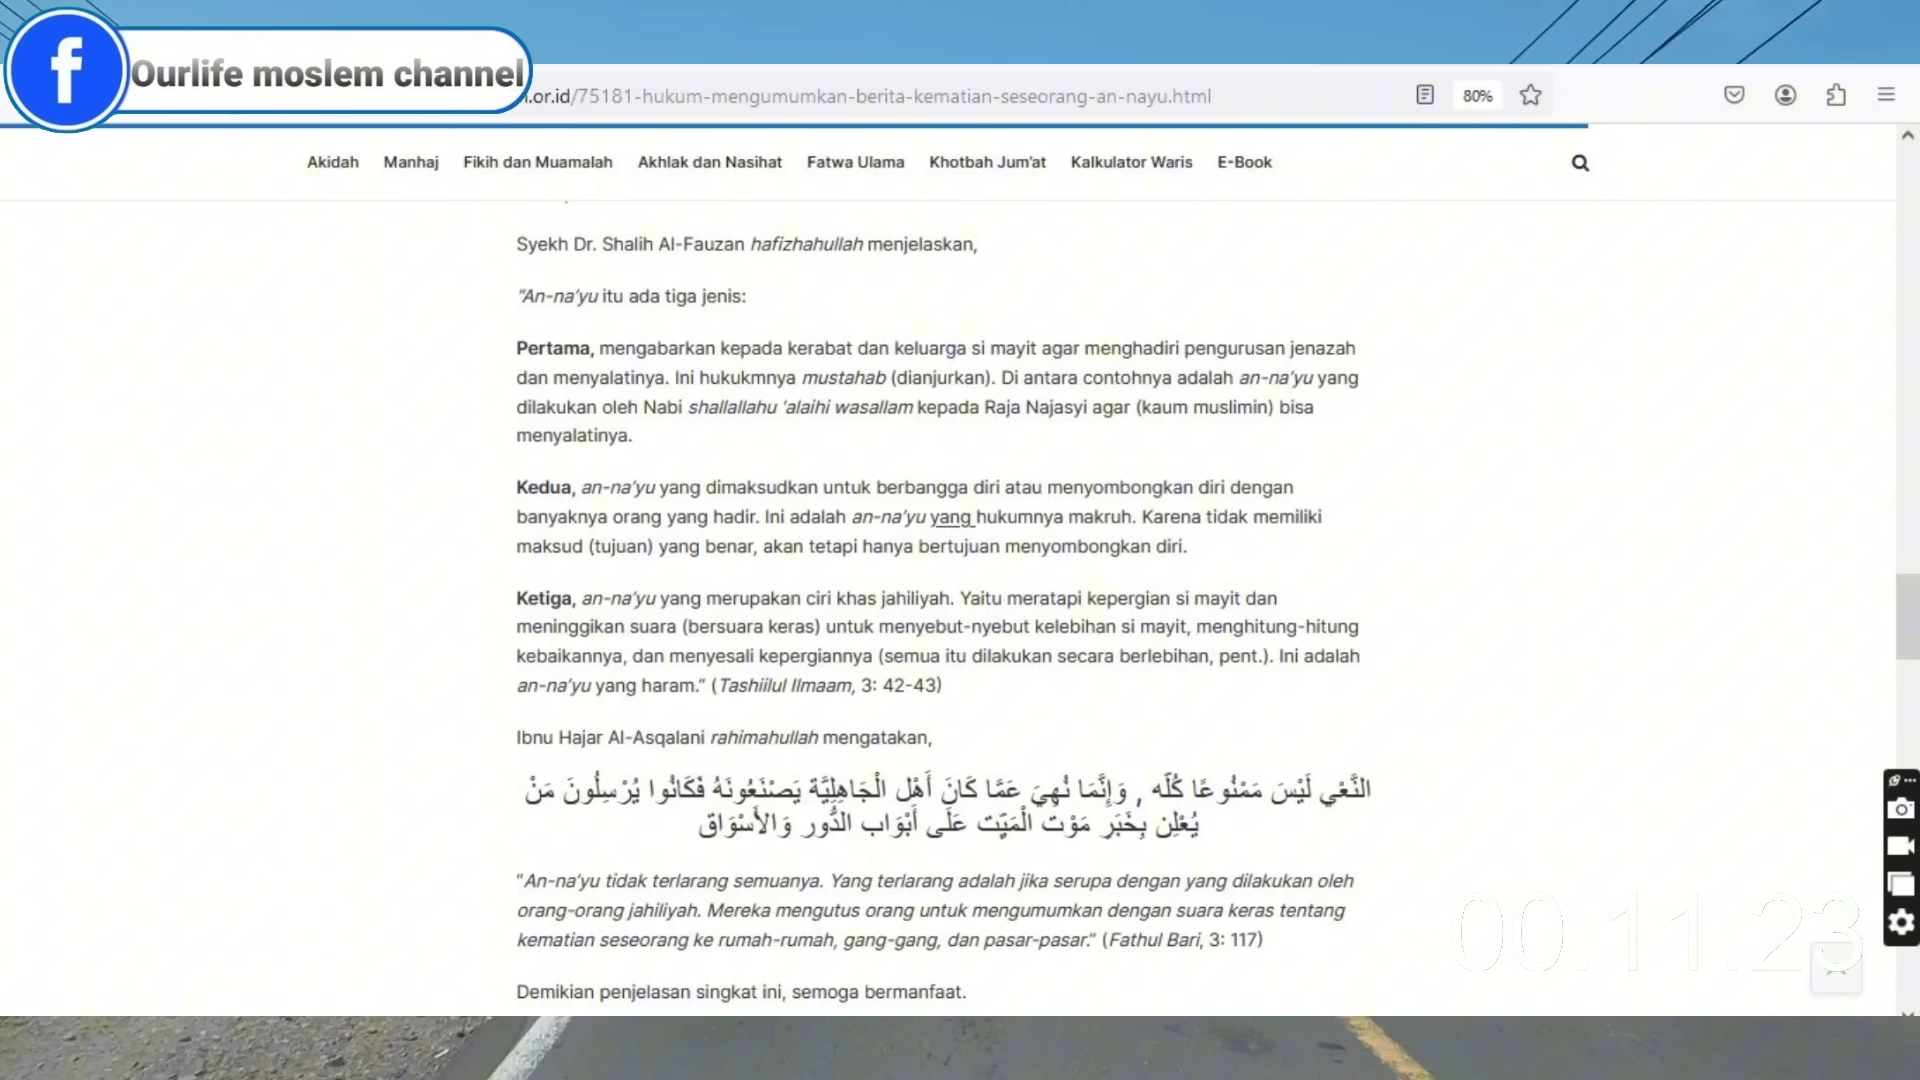 f
Ourlife moslem channel
.or.id/75181-hukum-mengumumkan-berita-kematian-seseorang-an-nayu.html
80%
Akidah Manhaj Fikih dan Muamalah Akhlak dan Nasihat Fatwa Ulama Khotbah Jum'at Kalkulator Waris E-Book
Syekh Dr. Shalih Al-Fauzan hafizhahullah menjelaskan,
“An-na’yu itu ada tiga jenis:
Pertama, mengabarkan kepada kerabat dan keluarga si mayit agar menghadiri pengurusan jenazah
dan menyalatinya. Ini hukukmnya mustahab (dianjurkan). Di antara contohnya adalah an-na’yu yang
dilakukan oleh Nabi shallallahu ‘alaihi wasallam kepada Raja Najasyi agar (kaum muslimin) bisa
menyalatinya.
Kedua, an-na’yu yang dimaksudkan untuk berbangga diri atau menyombongkan diri dengan
banyaknya orang yang hadir. Ini adalah an-na’yu yang hukumnya makruh. Karena tidak memiliki
maksud (tujuan) yang benar, akan tetapi hanya bertujuan menyombongkan diri.
Ketiga, an-na’yu yang merupakan ciri khas jahiliyah. Yaitu meratapi kepergian si mayit dan
meninggikan suara (bersuara keras) untuk menyebut-nyebut kelebihan si mayit, menghitung-hitung
kebaikannya, dan menyesali kepergiannya (semua itu dilakukan secara berlebihan, pent.). Ini adalah
an-na’yu yang haram.” (Tashiilul Ilmaam, 3: 42-43)
Ibnu Hajar Al-Asqalani rahimahullah mengatakan,
النَّعْي لَيْسَ مَمْنُوعًا كُلّه , وَإِنَّمَا نُهِيَ عَمَّا كَانَ أَهْل الْجَاهِلِيَّة يَصْنَعُونَهُ فَكَانُوا يُرْسِلُونَ مَنْ
يُعْلِن بِخَبَرِ مَوْت الْمَيِّت عَلَى أَبْوَاب الدُّور وَالأَسْوَاق
“An-na’yu tidak terlarang semuanya. Yang terlarang adalah jika serupa dengan yang dilakukan oleh
orang-orang jahiliyah. Mereka mengutus orang untuk mengumumkan dengan suara keras tentang
kematian seseorang ke rumah-rumah, gang-gang, dan pasar-pasar.” (Fathul Bari, 3: 117)
Demikian penjelasan singkat ini, semoga bermanfaat.
00:11:23